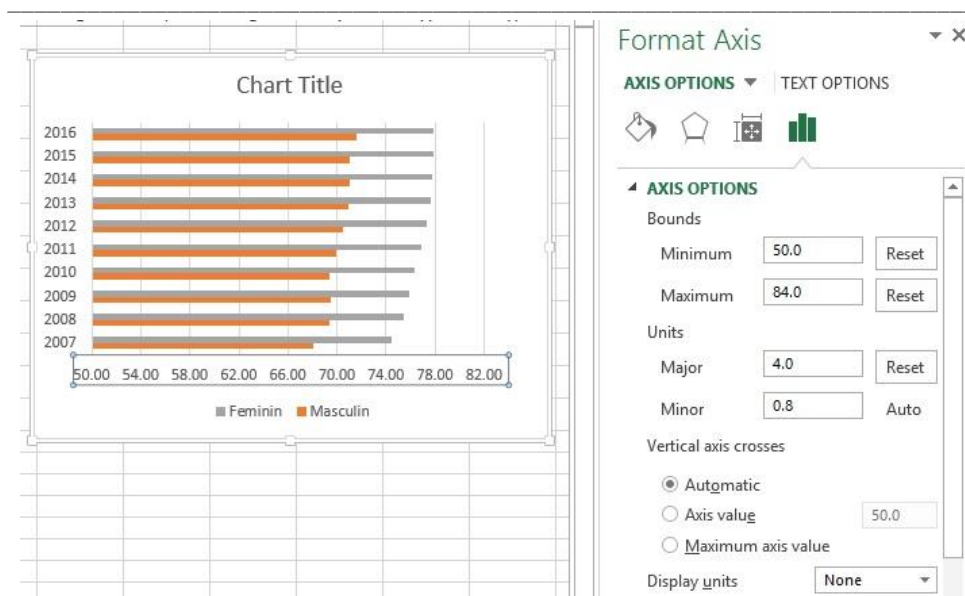 Chart Title
2016
2015
2014
2013
2012
2011
2010
2009
2008
2007
50.00 54.00 58.00 62.00 66.00 70.00 74.00 78.00 82.00
Feminin Masculin
Format Axis
AXIS OPTIONS TEXT OPTIONS
AXIS OPTIONS
Bounds
Minimum 50.0 Reset
Maximum 84.0 Reset
Units
Major 4.0 Reset
Minor 0.8 Auto
Vertical axis crosses
Automatic
Axis value 50.0
Maximum axis value
Display units None